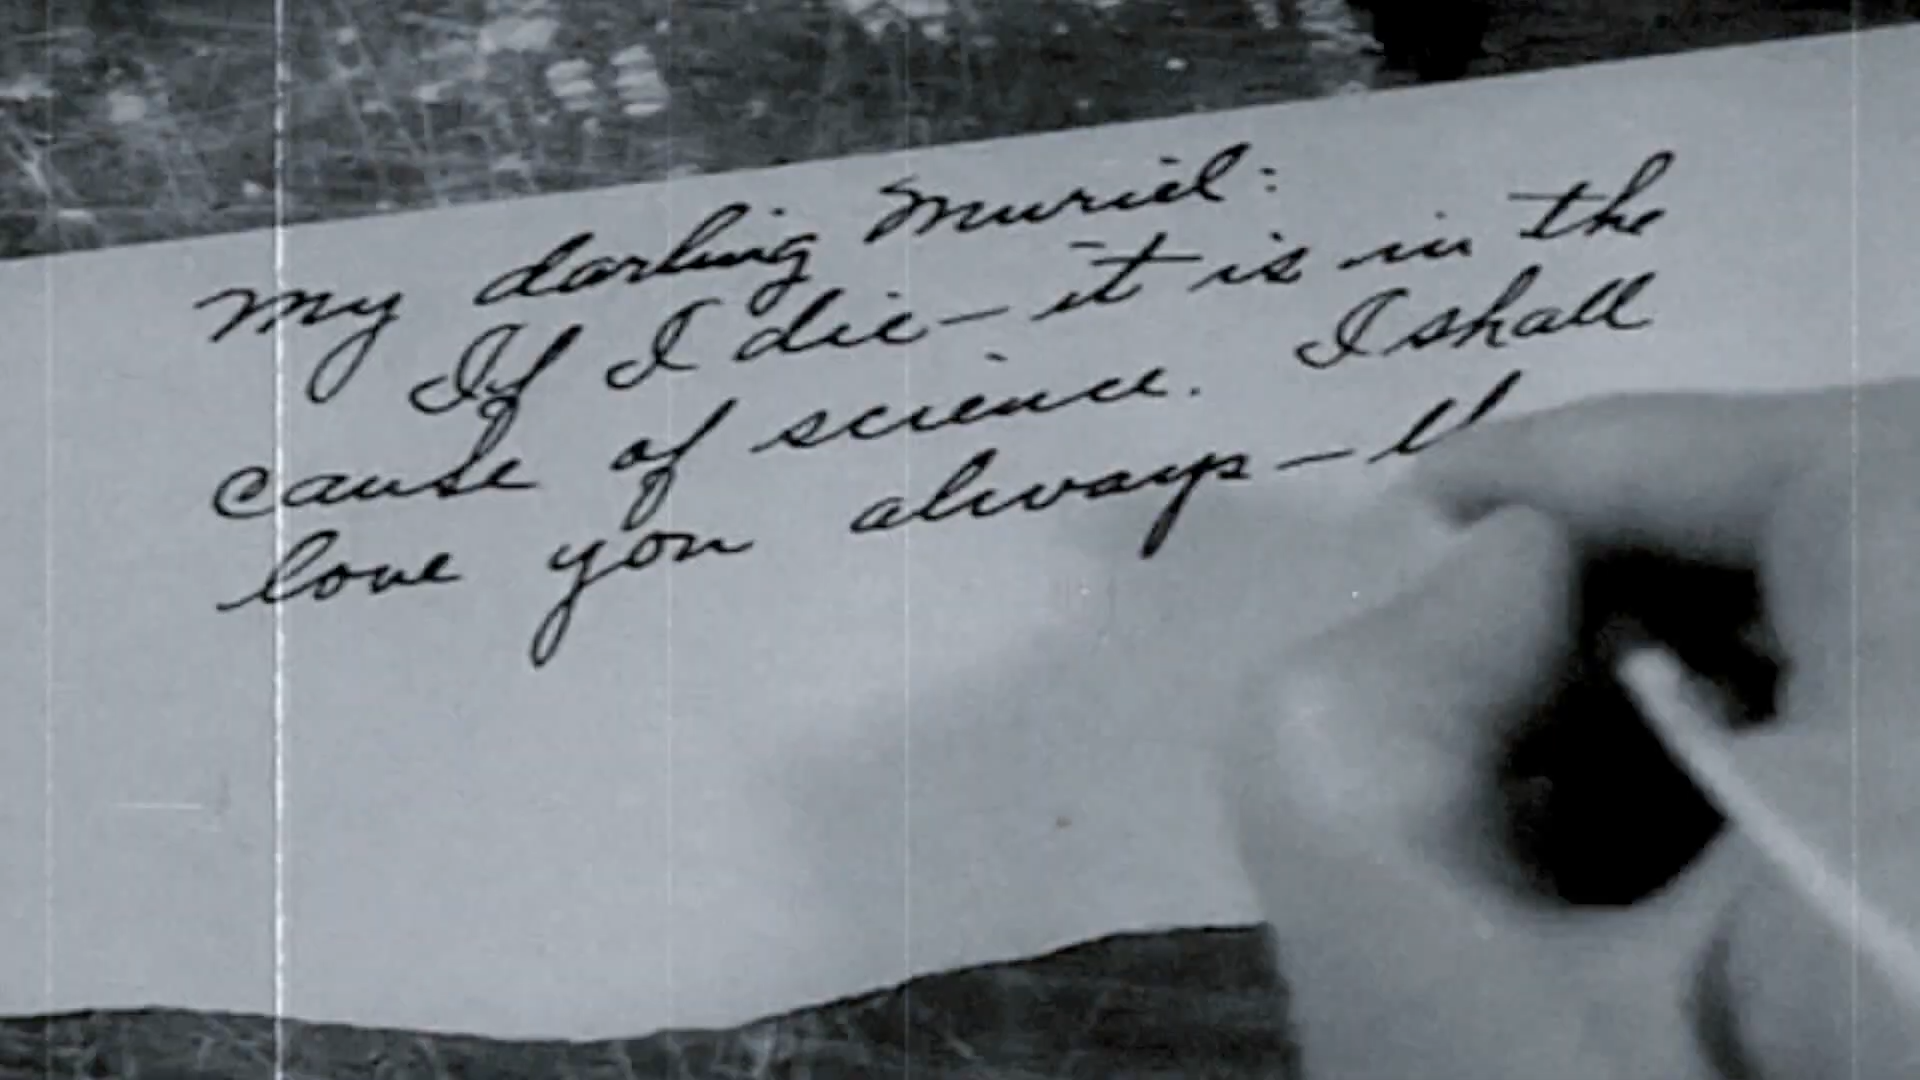 My darling Muriel:
If I die - it is in the
cause of science. I shall
love you always -